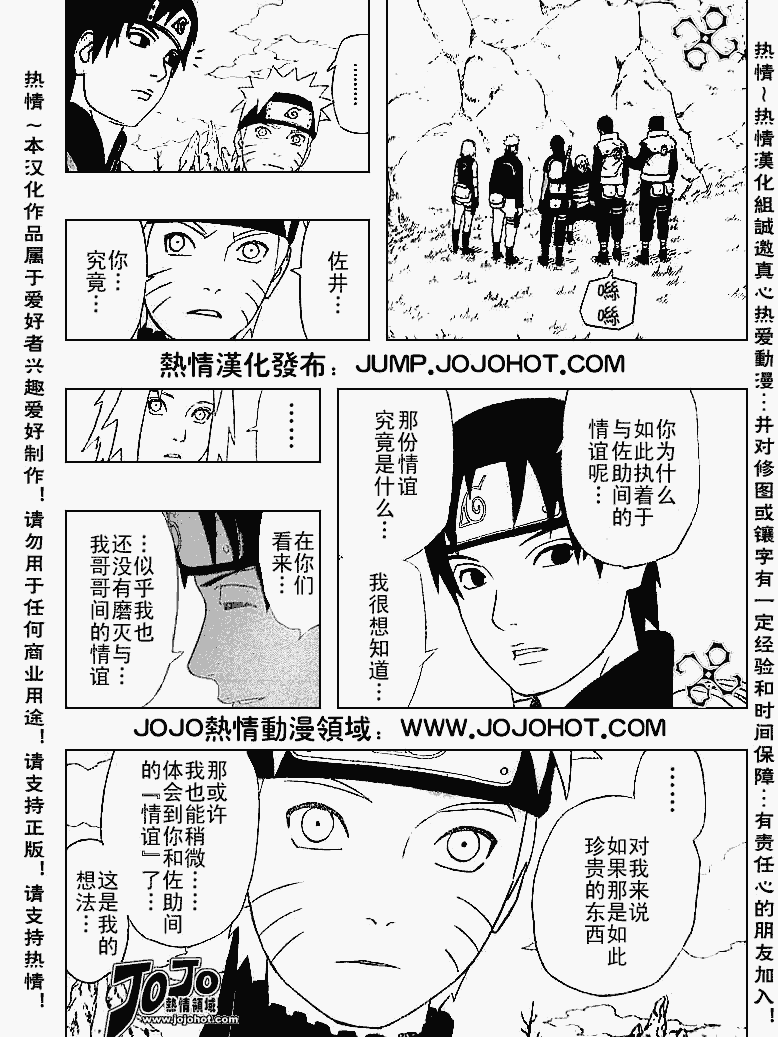 热情～本汉化作品属于爱好者兴趣爱好制作！请勿用于任何商业用途！请支持正版！请支持热情！
热情～热情漢化組誠邀真心热爱動漫…并对修图或镶字有一定经验和时间保障…有责任心的朋友加入！
噝
噝
………
佐井…
你…
究竟…
熱情漢化發布：JUMP.JOJOHOT.COM
你为什么
如此执着于
与佐助间的
情谊呢…
那份情谊
究竟是什么…
我很想知道…
……
在你们
看来…
…似乎我也
还没有磨灭与…
我哥哥间的情谊
JOJO熱情動漫領域：WWW.JOJOHOT.COM
……
对我来说
如果那是如此
珍贵的东西
那或许
我也能稍微……
体会到你和佐助间
的『情谊』了…
这是我的
想法…
JOJO
熱情領域
www.jojohot.com